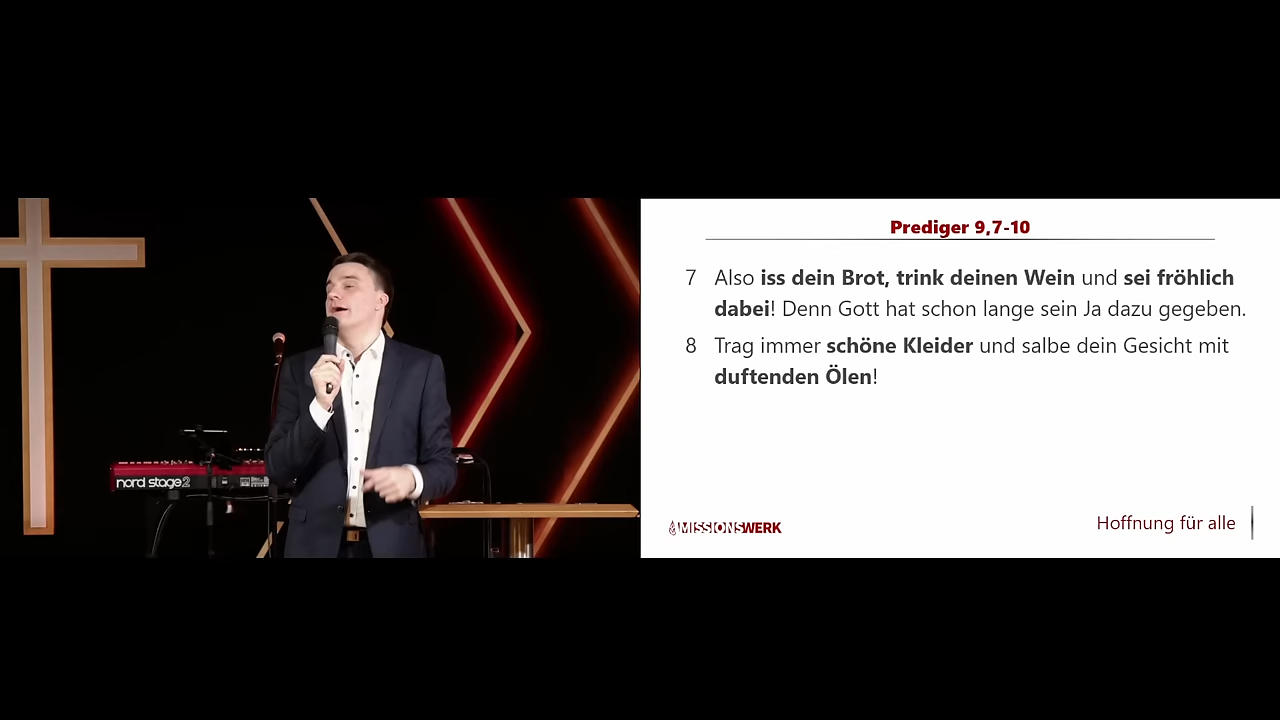 nord stage 2
Prediger 9,7-10
7 Also iss dein Brot, trink deinen Wein und sei fröhlich
dabei! Denn Gott hat schon lange sein Ja dazu gegeben.
8 Trag immer schöne Kleider und salbe dein Gesicht mit
duftenden Ölen!
MISSIONSWERK
Hoffnung für alle